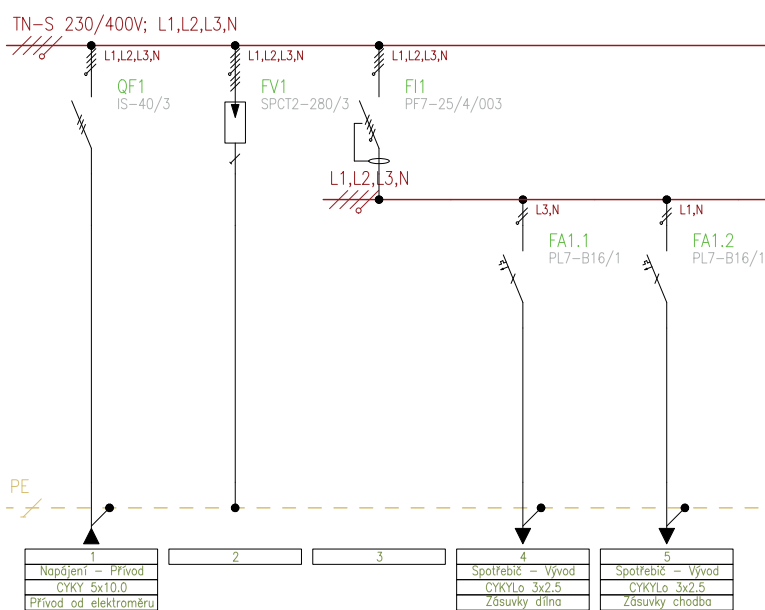 TN-S 230/400V; L1,L2,L3,N
L1,L2,L3,N
L1,L2,L3,N
L1,L2,L3,N
QF1
IS-40/3
FV1
SPCT2-280/3
FI1
PF7-25/4/003
L1,L2,L3,N
L3,N
L1,N
FA1.1
PL7-B16/1
FA1.2
PL7-B16/1
PE
1
Napájení - Přívod
CYKY 5x10.0
Přívod od elektroměru
2
3
4
Spotřebič - Vývod
CYKYLo 3x2.5
Zásuvky dílna
5
Spotřebič - Vývod
CYKYLo 3x2.5
Zásuvky chodba